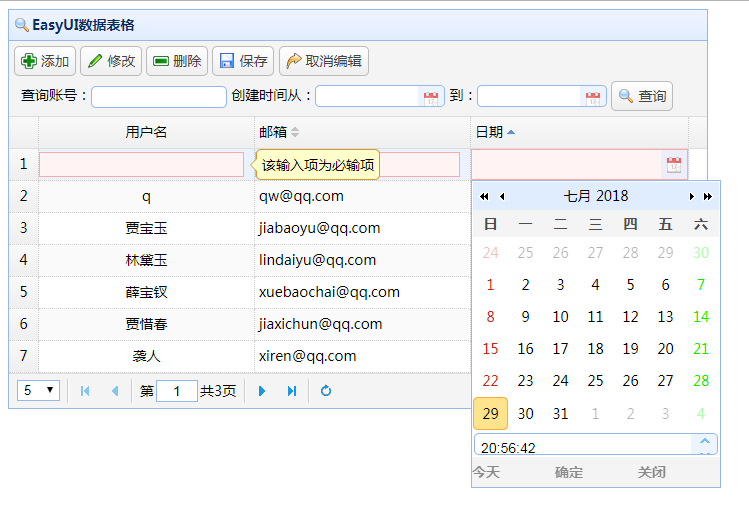 EasyUI数据表格
添加 修改 删除 保存 取消编辑
查询账号： 创建时间从： 到： 查询
用户名 邮箱 日期
1 该输入项为必输项
2 q qw@qq.com
3 贾宝玉 jiabaoyu@qq.com
4 林黛玉 lindaiyu@qq.com
5 薛宝钗 xuebaochai@qq.com
6 贾惜春 jiaxichun@qq.com
7 袭人 xiren@qq.com
5 第 1 共3页
七月 2018
日 一 二 三 四 五 六
24 25 26 27 28 29 30
1 2 3 4 5 6 7
8 9 10 11 12 13 14
15 16 17 18 19 20 21
22 23 24 25 26 27 28
29 30 31 1 2 3 4
20:56:42
今天 确定 关闭